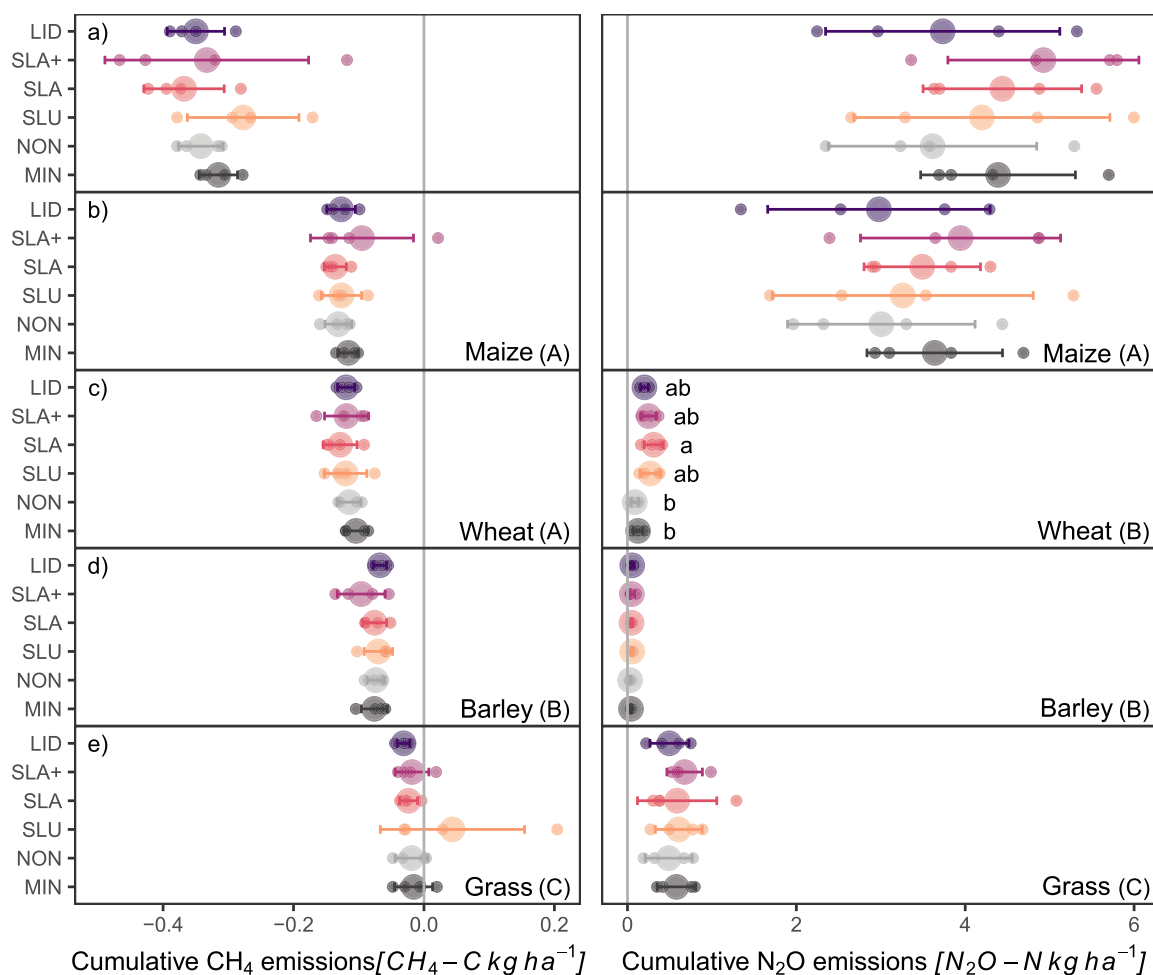 a)
LID
SLA+
SLA
SLU
NON
MIN
b)
LID
SLA+
SLA
SLU
NON
MIN
Maize (A)
Maize (A)
c)
LID
ab
SLA+
ab
SLA
a
SLU
ab
NON
b
MIN
b
Wheat (A)
Wheat (B)
d)
LID
SLA+
SLA
SLU
NON
MIN
Barley (B)
Barley (B)
e)
LID
SLA+
SLA
SLU
NON
MIN
Grass (C)
Grass (C)
−0.4 −0.2 0.0 0.2
0 2 4 6
Cumulative CH₄ emissions[CH₄ − C kg ha⁻¹]
Cumulative N₂O emissions [N₂O − N kg ha⁻¹]